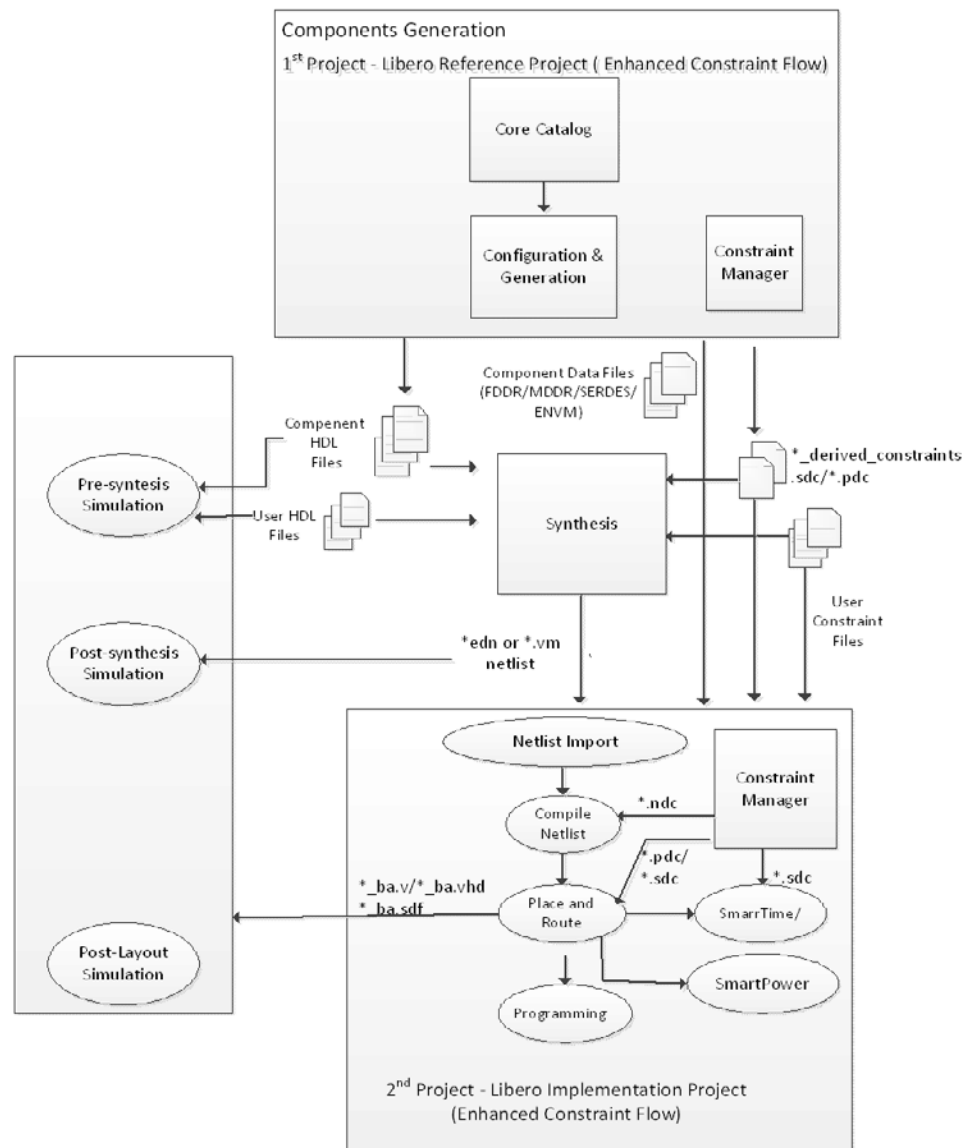 Components Generation
1st Project - Libero Reference Project ( Enhanced Constraint Flow)
Core Catalog
Configuration &
Generation
Constraint
Manager
Component Data Files
(FDDR/MDDR/SERDES/
ENVM)
Compenent
HDL
Files
*_derived_constraints
.sdc/*.pdc
Pre-syntesis
Simulation
User HDL
Files
Synthesis
User
Constraint
Files
*edn or *.vm
netlist
Post-synthesis
Simulation
Netlist Import
Constraint
Manager
*.ndc
Compile
Netlist
*.pdc/
*.sdc
*.sdc
*_ba.v/*_ba.vhd
*_ba.sdf
Place and
Route
SmarrTime/
Post-Layout
Simulation
SmartPower
Programming
2nd Project - Libero Implementation Project
(Enhanced Constraint Flow)